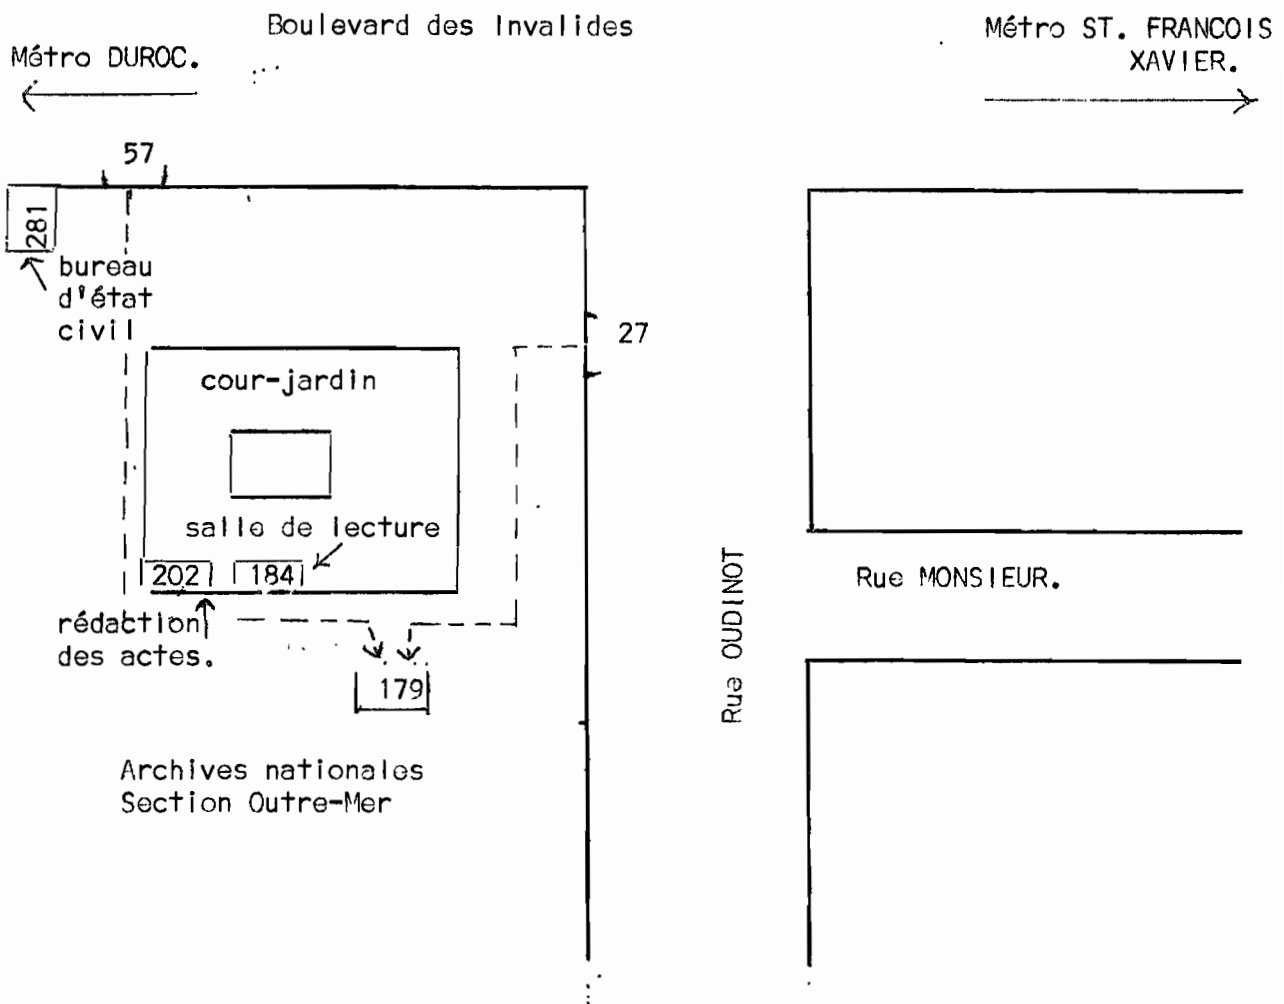 Boulevard des Invalides
Métro DUROC.
Métro ST. FRANCOIS
XAVIER.
57
281
bureau
d'état
civil
27
cour-jardin
salle de lecture
202
184
rédaction
des actes.
179
Archives nationales
Section Outre-Mer
Rue OUDINOT
Rue MONSIEUR.